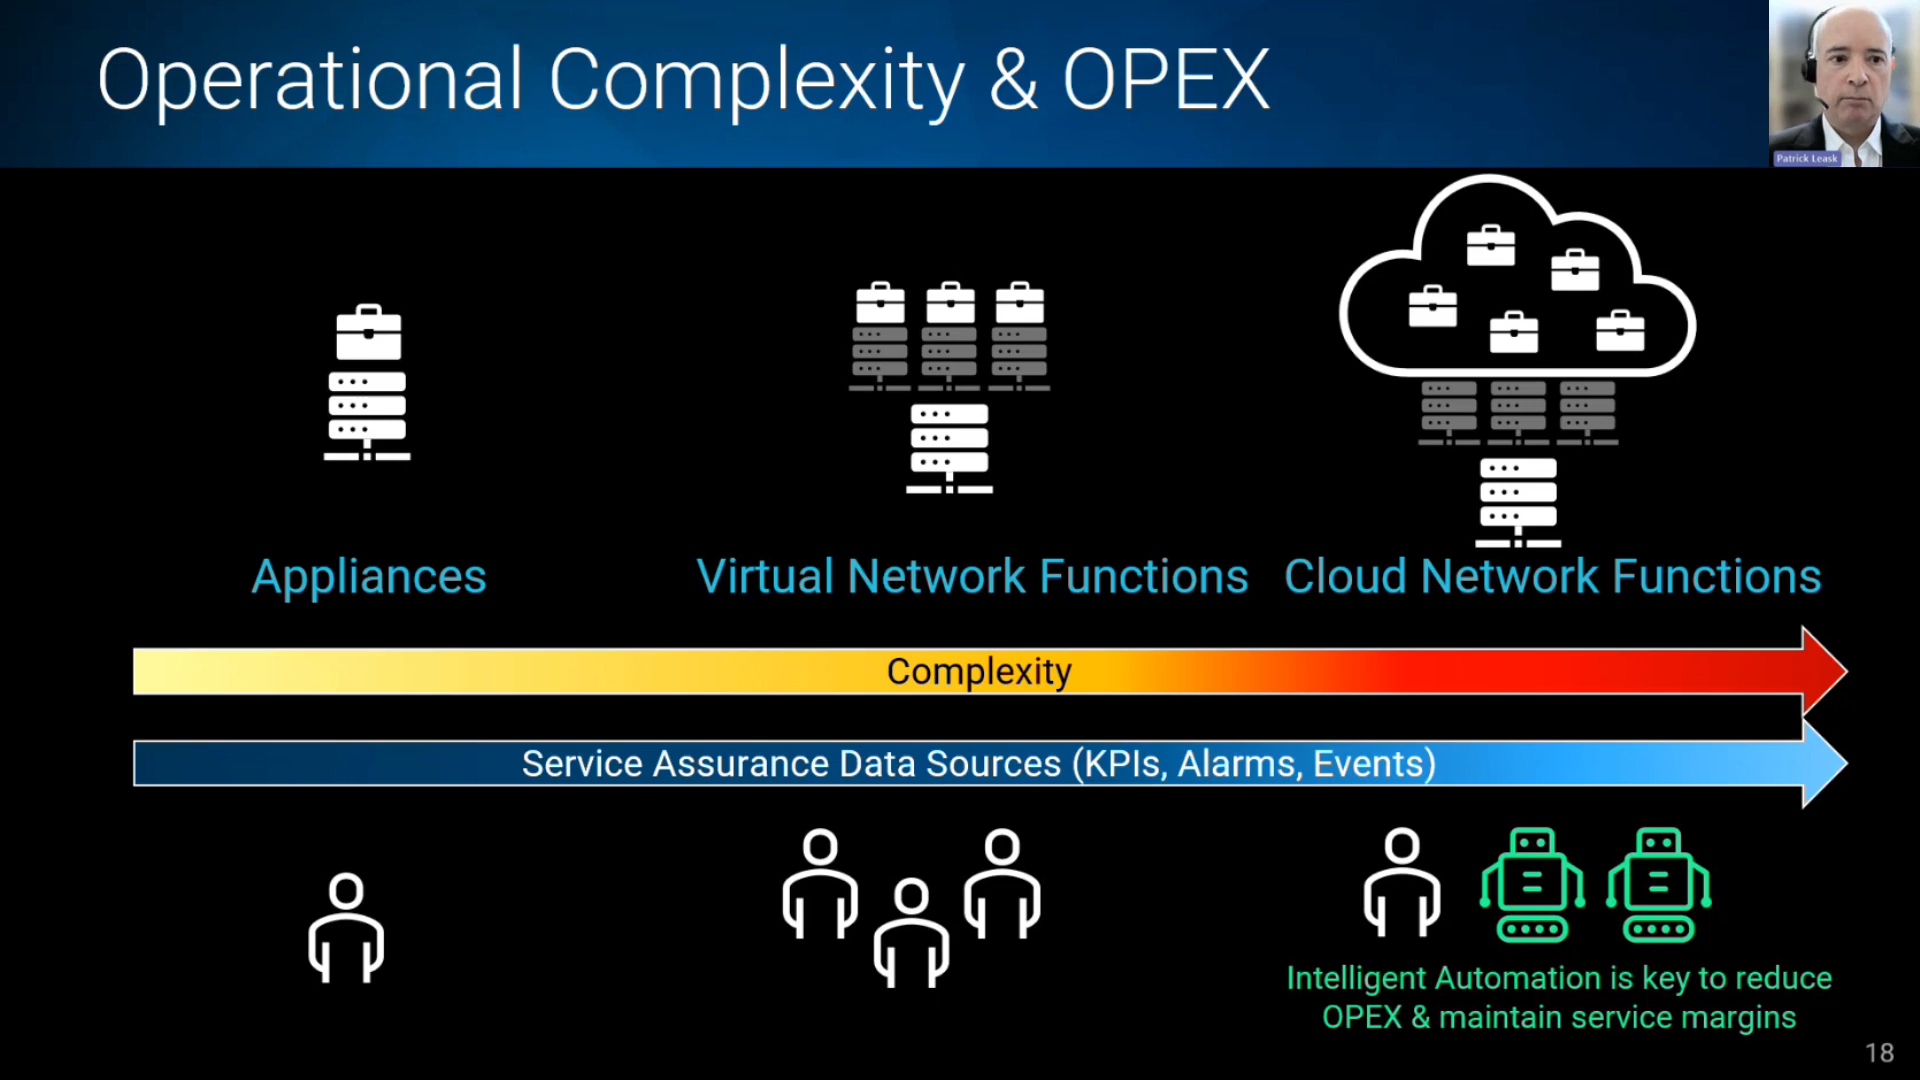 Operational Complexity & OPEX
Patrick Leask
Appliances
Virtual Network Functions
Cloud Network Functions
Complexity
Service Assurance Data Sources (KPIs, Alarms, Events)
Intelligent Automation is key to reduce
OPEX & maintain service margins
18